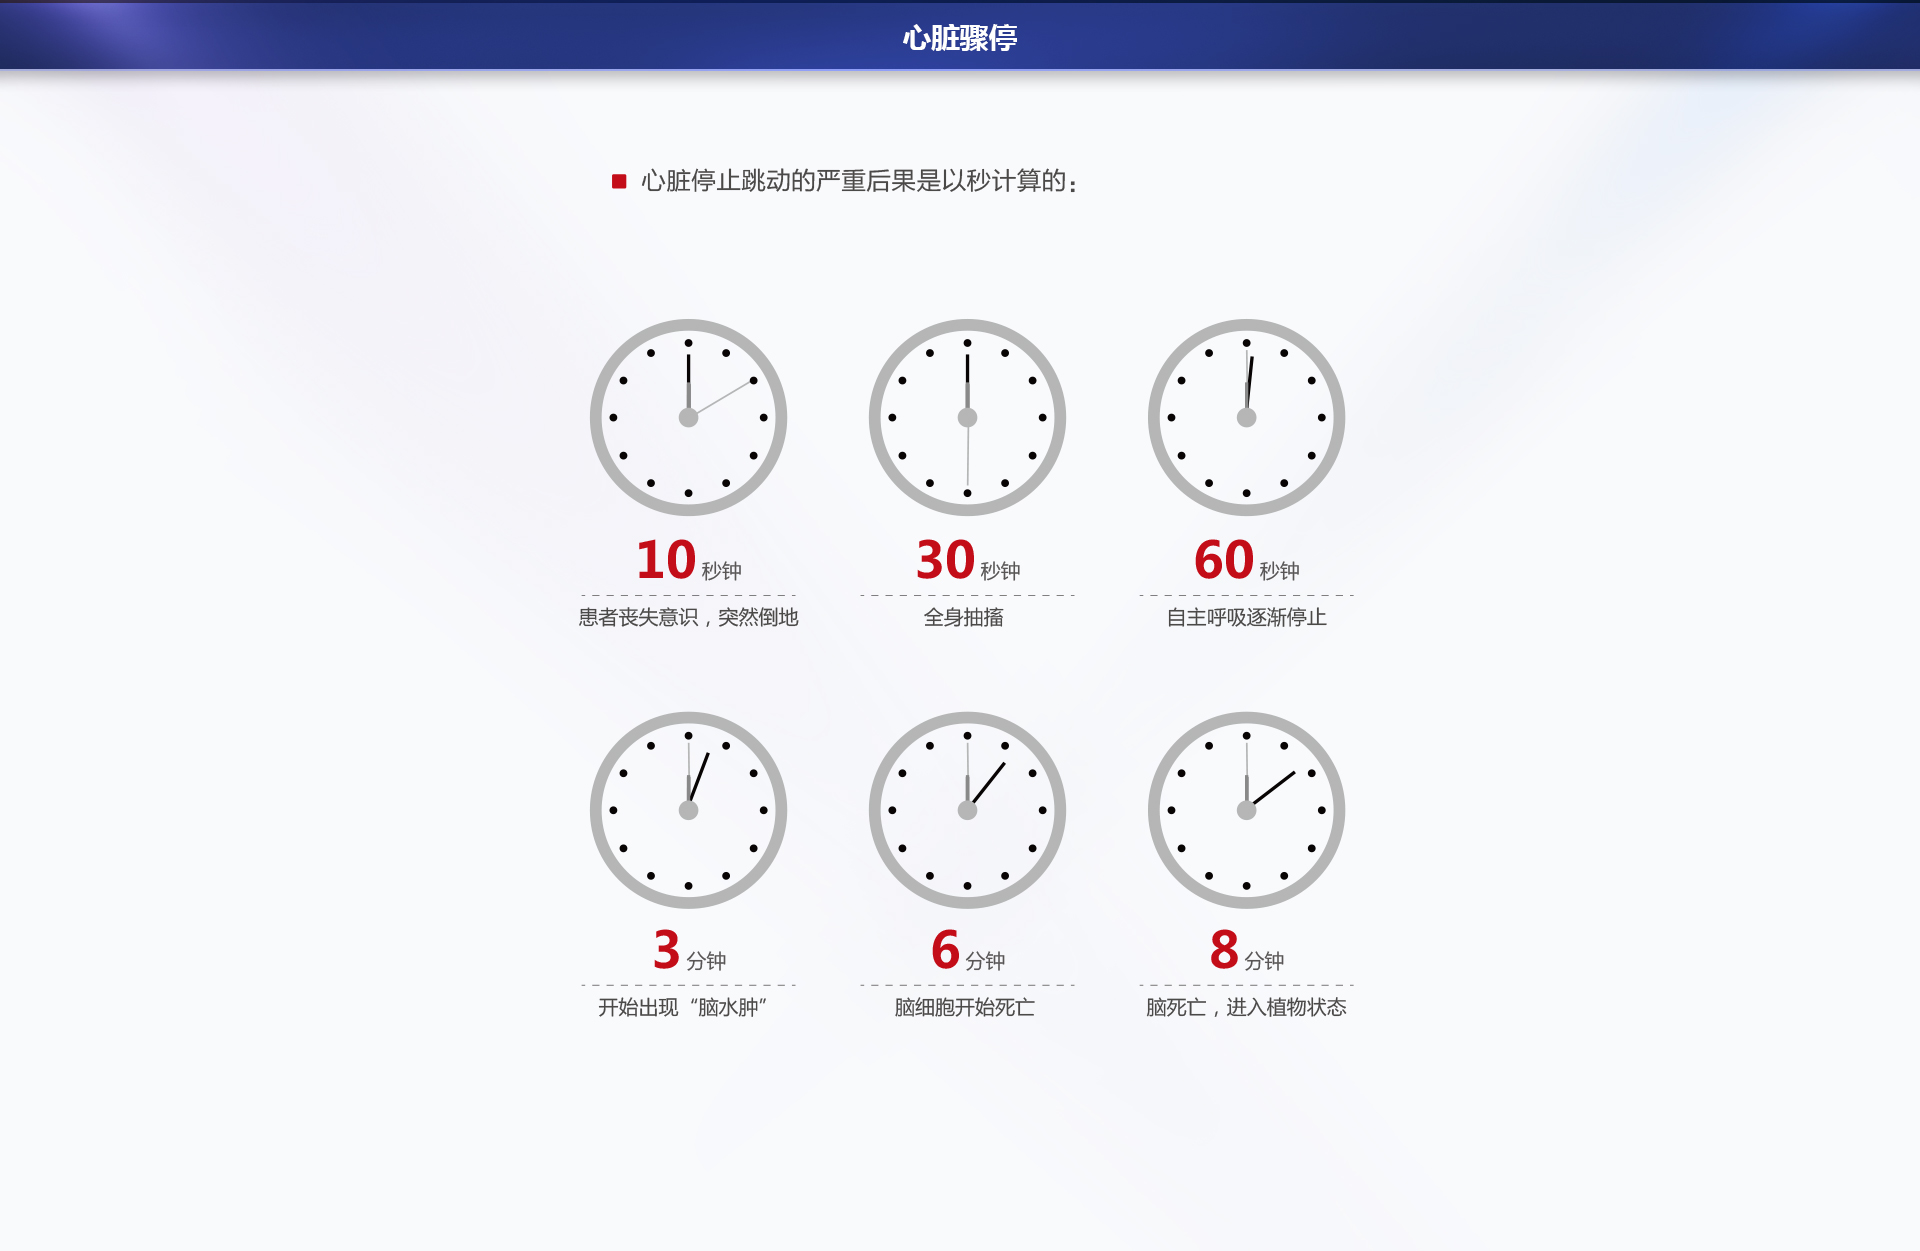 心脏骤停
心脏停止跳动的严重后果是以秒计算的：
10 秒钟
患者丧失意识，突然倒地
30 秒钟
全身抽搐
60 秒钟
自主呼吸逐渐停止
3 分钟
开始出现“脑水肿”
6 分钟
脑细胞开始死亡
8 分钟
脑死亡，进入植物状态